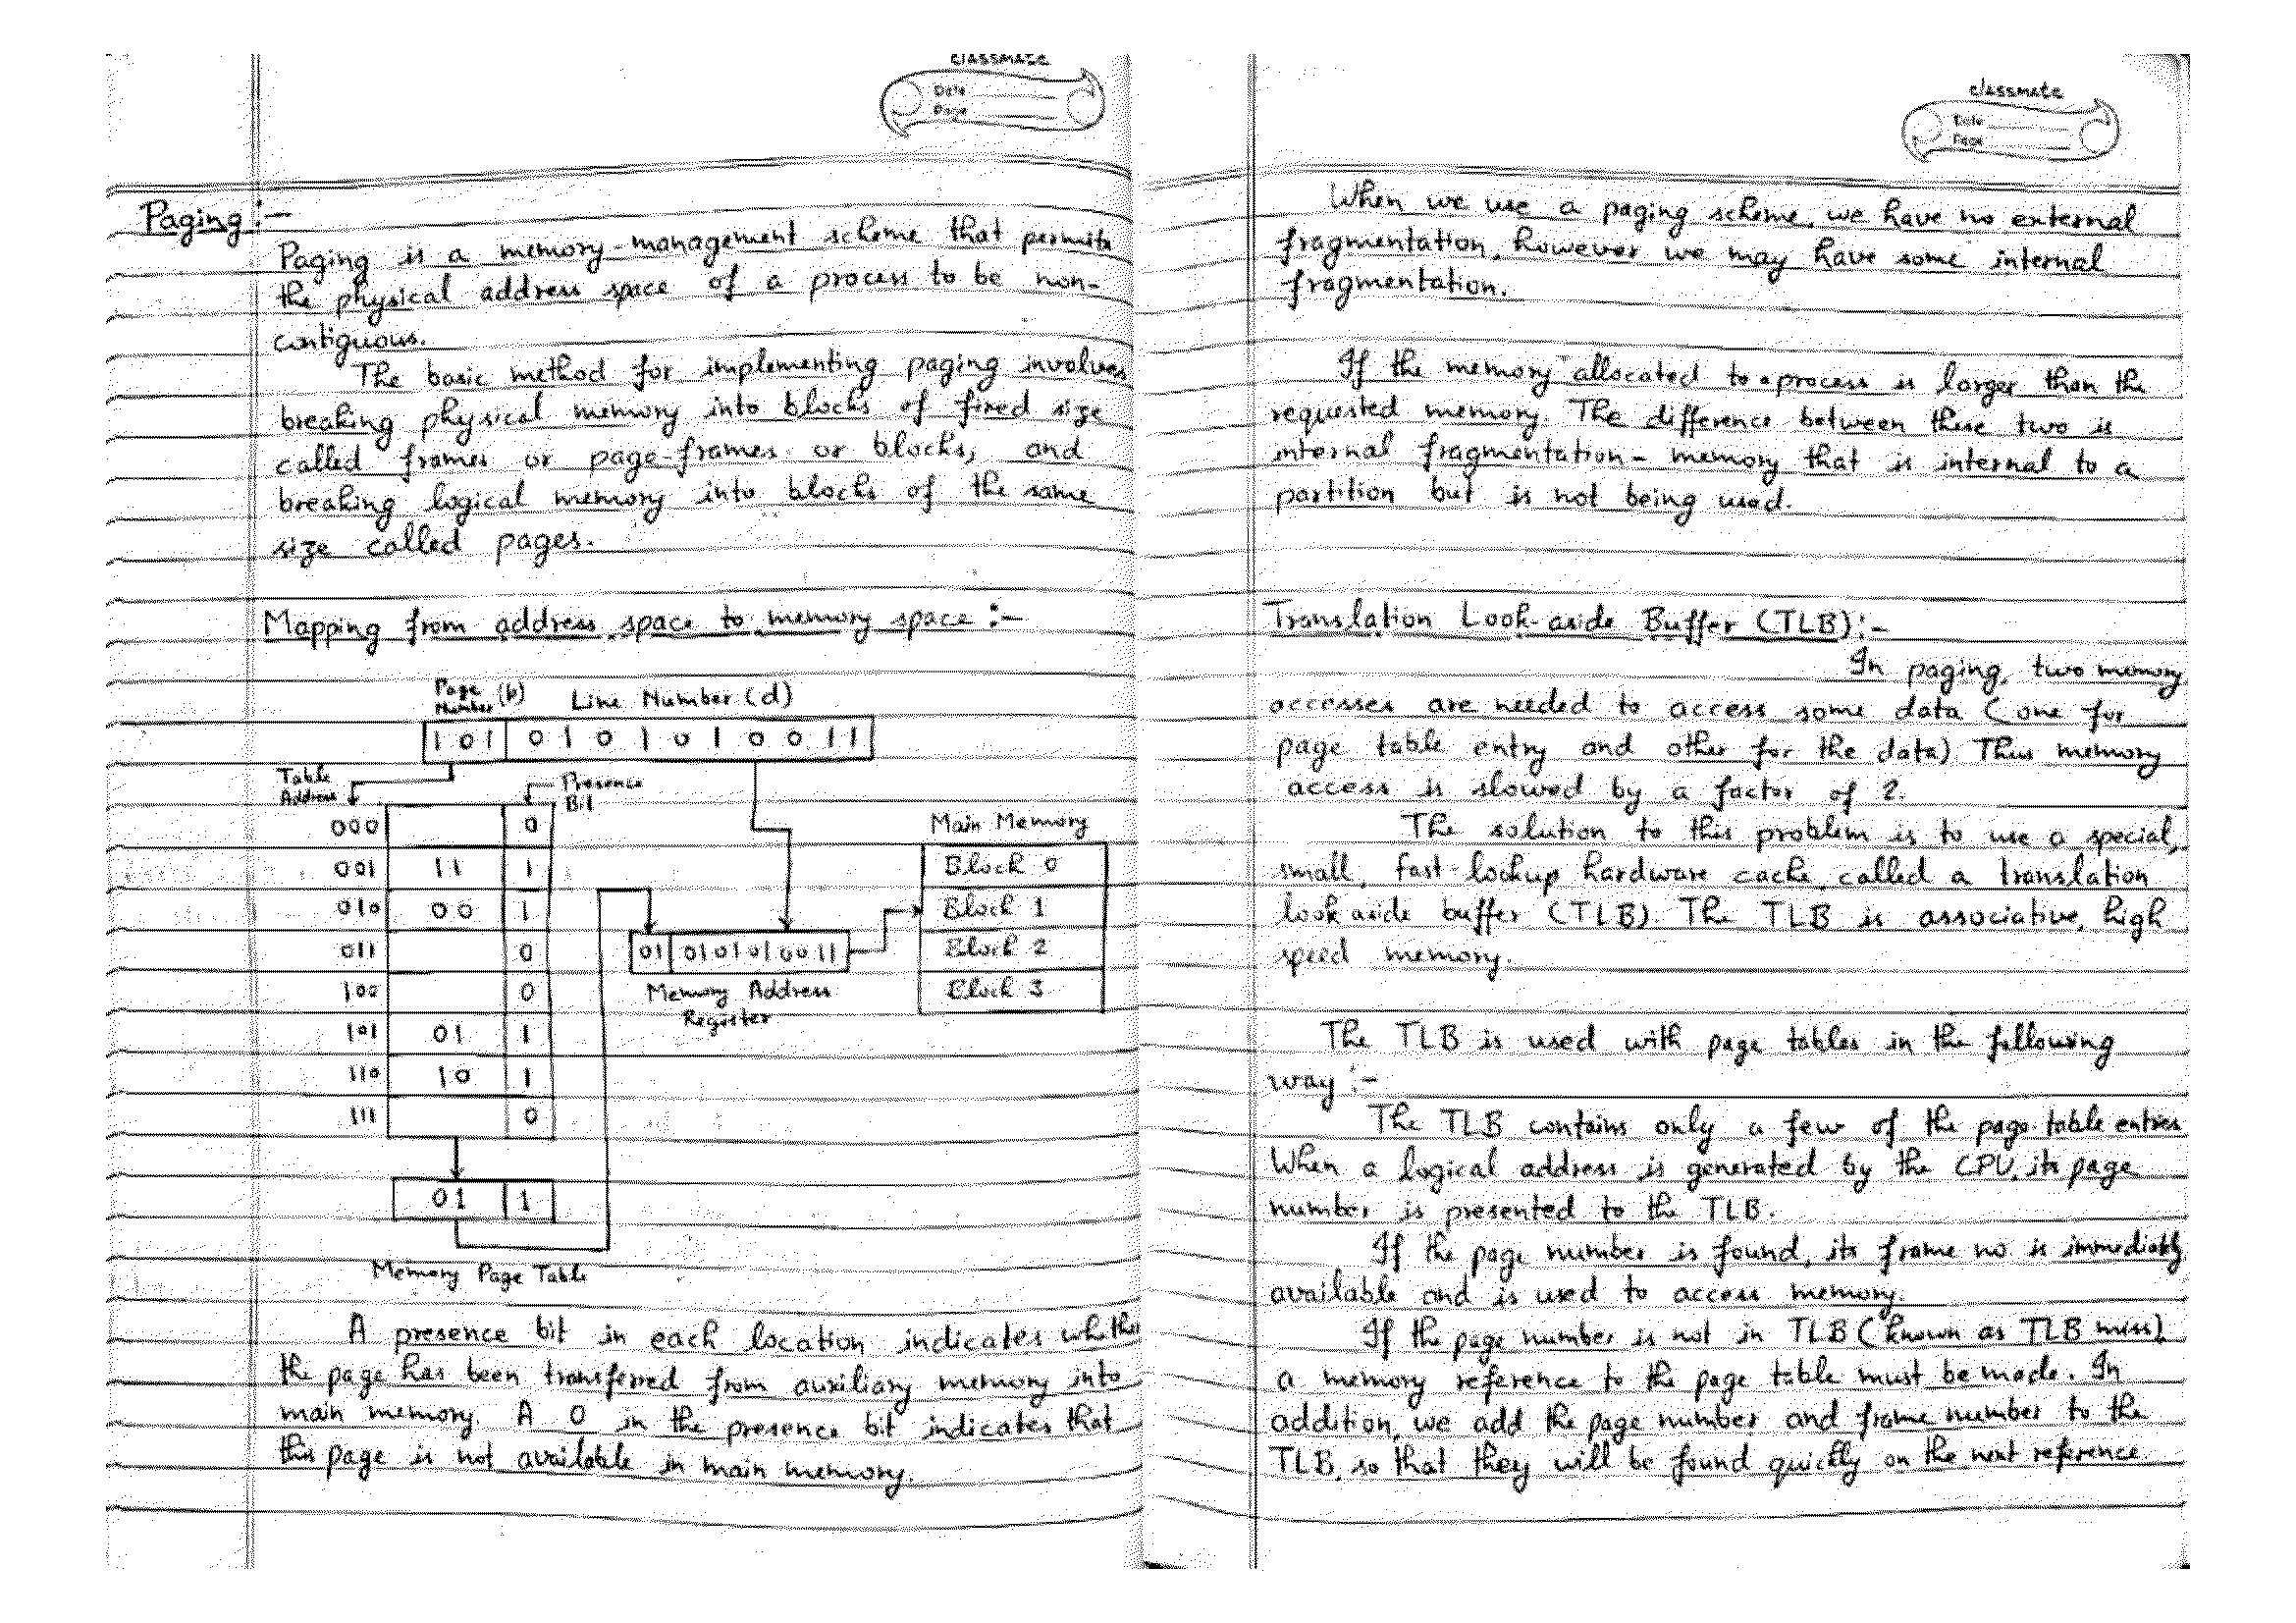 classmate
Date
Page
Paging :-
Paging is a memory-management scheme that permits
the physical address space of a process to be non-
contiguous.
The basic method for implementing paging involves
breaking physical memory into blocks of fixed size
called frames or page-frames or blocks, and
breaking logical memory into blocks of the same
size called pages.
Mapping from address space to memory space :-
Page Number (p) Line Number (d)
101 0101010011
Table Address
Presence Bit
000 0
001 11 1
010 00 1
011 0
100 0
101 01 1
110 10 1
111 0
01 1
Memory Page Table
01 0101010011
Memory Address
Register
Main Memory
Block 0
Block 1
Block 2
Block 3
A presence bit in each location indicates whether
the page has been transferred from auxiliary memory into
main memory. A 0 in the presence bit indicates that
this page is not available in main memory.
classmate
Date
Page
When we use a paging scheme, we have no external
fragmentation, however we may have some internal
fragmentation.
If the memory allocated to a process is larger than the
requested memory. The difference between these two is
internal fragmentation - memory that is internal to a
partition but is not being used.
Translation Look-aside Buffer (TLB) :-
In paging, two memory
accesses are needed to access some data (one for
page table entry and other for the data) Thus memory
access is slowed by a factor of 2.
The solution to this problem is to use a special,
small, fast-lookup hardware cache, called a translation
look aside buffer (TLB). The TLB is associative, high
speed memory.
The TLB is used with page tables in the following
way :-
The TLB contains only a few of the page-table entries
When a logical address is generated by the CPU, its page
number is presented to the TLB.
If the page number is found, its frame no is immediately
available and is used to access memory.
If the page number is not in TLB (known as TLB miss)
a memory reference to the page table must be made. In
addition, we add the page number and frame number to the
TLB, so that they will be found quickly on the next reference.